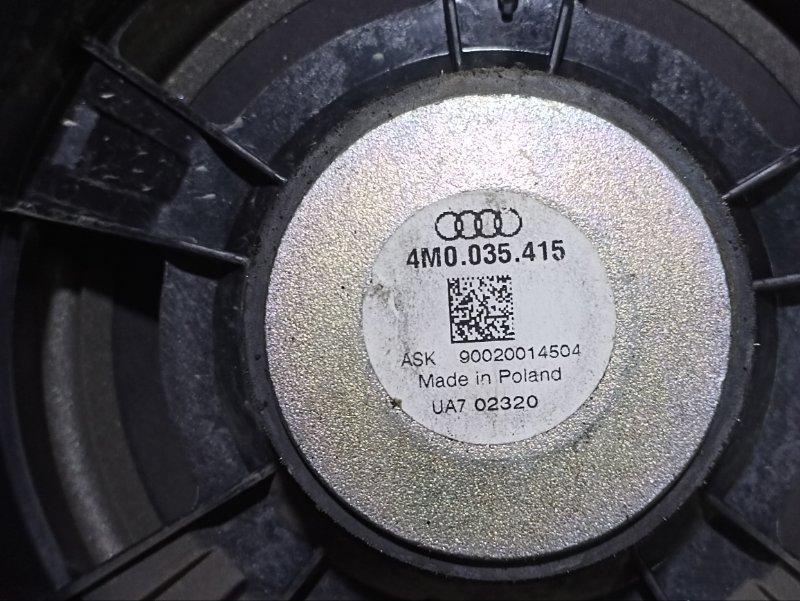 4M0.035.415
ASK 90020014504
Made in Poland
UA7 02320